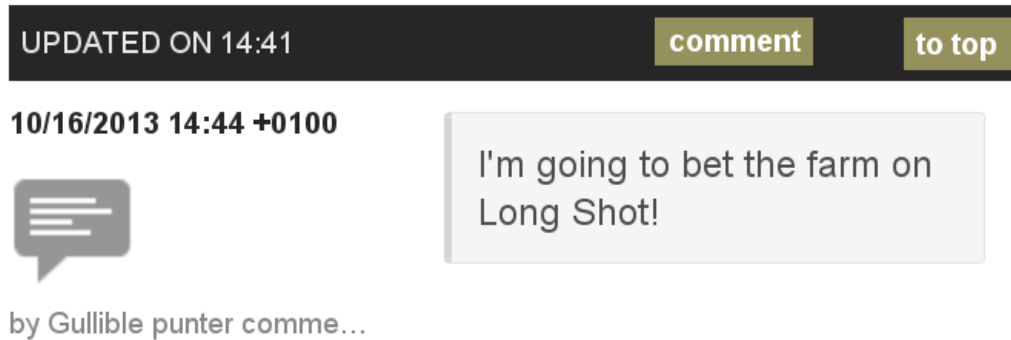 UPDATED ON 14:41
comment
to top
10/16/2013 14:44 +0100
I'm going to bet the farm on
Long Shot!
by Gullible punter comme…